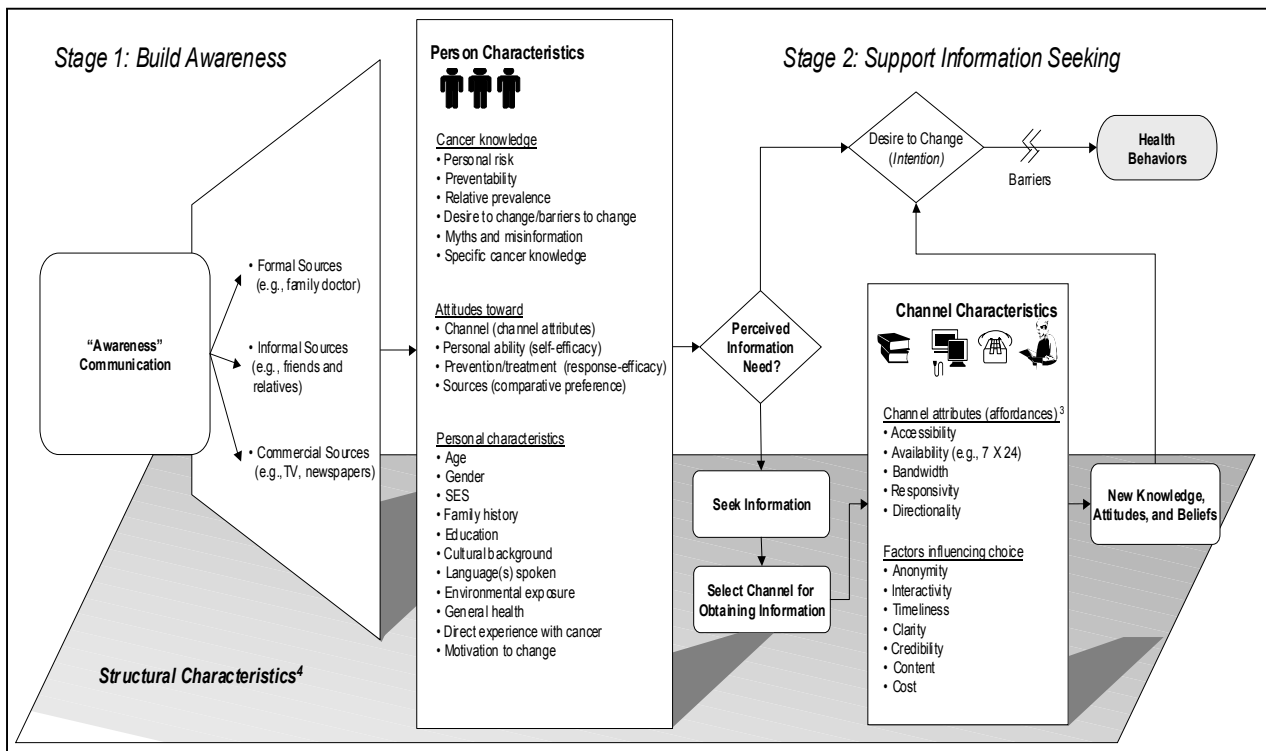 Stage 1: Build Awareness
“Awareness”
Communication
• Formal Sources
(e.g., family doctor)
• Informal Sources
(e.g., friends and
relatives)
• Commercial Sources
(e.g., TV, newspapers)
Structural Characteristics4
Person Characteristics
Cancer knowledge
• Personal risk
• Preventability
• Relative prevalence
• Desire to change/barriers to change
• Myths and misinformation
• Specific cancer knowledge
Attitudes toward
• Channel (channel attributes)
• Personal ability (self-efficacy)
• Prevention/treatment (response-efficacy)
• Sources (comparative preference)
Personal characteristics
• Age
• Gender
• SES
• Family history
• Education
• Cultural background
• Language(s) spoken
• Environmental exposure
• General health
• Direct experience with cancer
• Motivation to change
Stage 2: Support Information Seeking
Perceived
Information
Need?
Desire to Change
(Intention)
Barriers
Health
Behaviors
Seek Information
Select Channel for
Obtaining Information
Channel Characteristics
Channel attributes (affordances) 3
• Accessibility
• Availability (e.g., 7 X 24)
• Bandwidth
• Responsivity
• Directionality
Factors influencing choice
• Anonymity
• Interactivity
• Timeliness
• Clarity
• Credibility
• Content
• Cost
New Knowledge,
Attitudes, and Beliefs